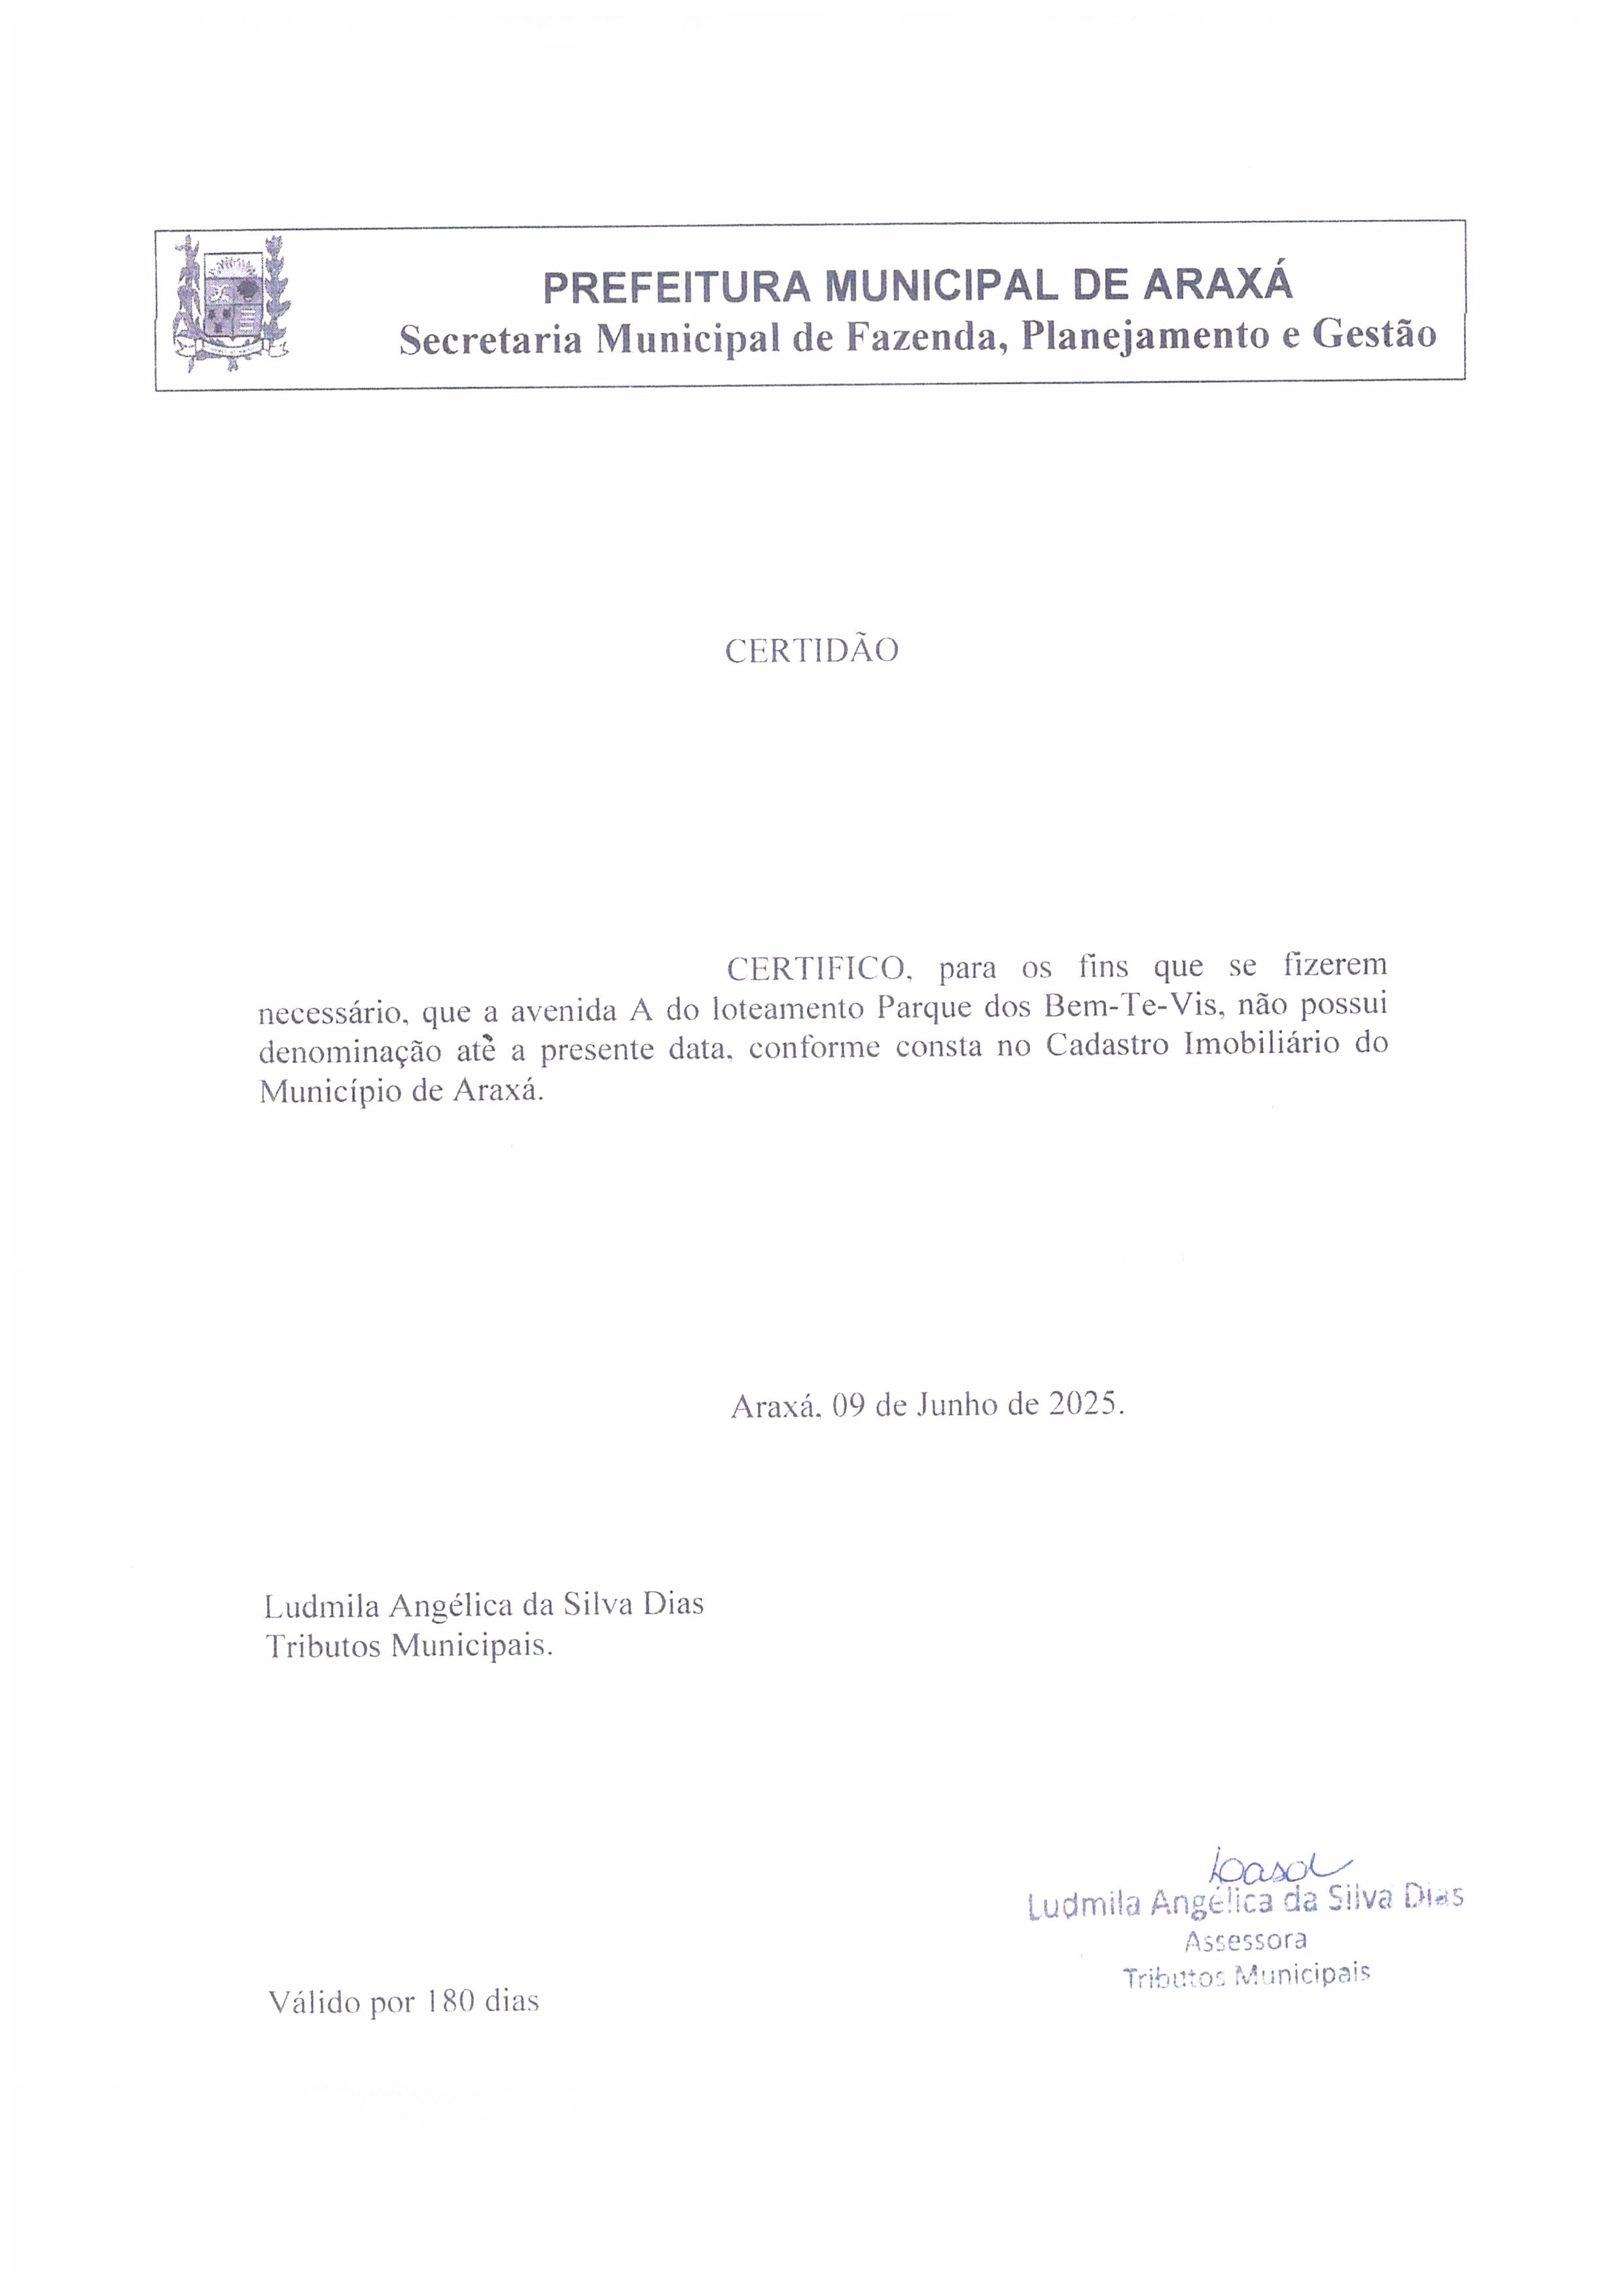 PREFEITURA MUNICIPAL DE ARAXÁ
Secretaria Municipal de Fazenda, Planejamento e Gestão
CERTIDÃO
CERTIFICO, para os fins que se fizerem
necessário, que a avenida A do loteamento Parque dos Bem-Te-Vis, não possui
denominação atè a presente data, conforme consta no Cadastro Imobiliário do
Município de Araxá.
Araxá, 09 de Junho de 2025.
Ludmila Angélica da Silva Dias
Tributos Municipais.
Ludmila Angélica da Silva Dias
Assessora
Tributos Municipais
Válido por 180 dias